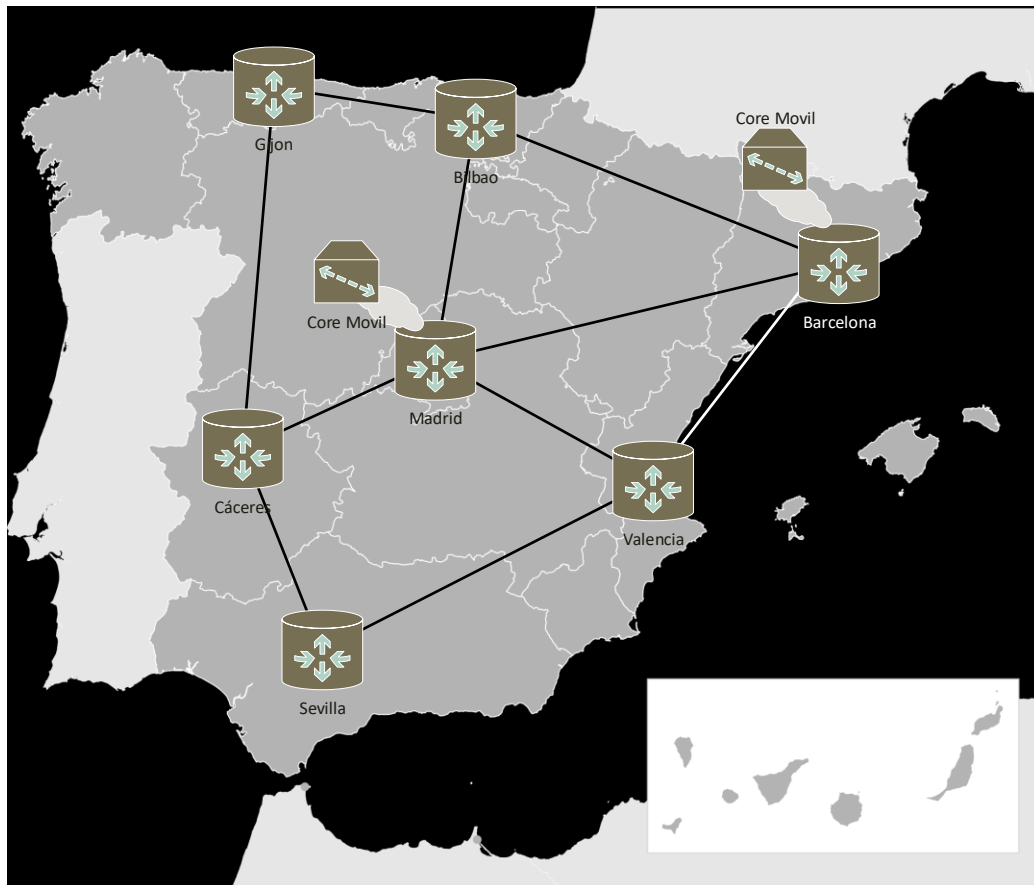 Gijon
Bilbao
Core Movil
Core Movil
Barcelona
Madrid
Cáceres
Valencia
Sevilla